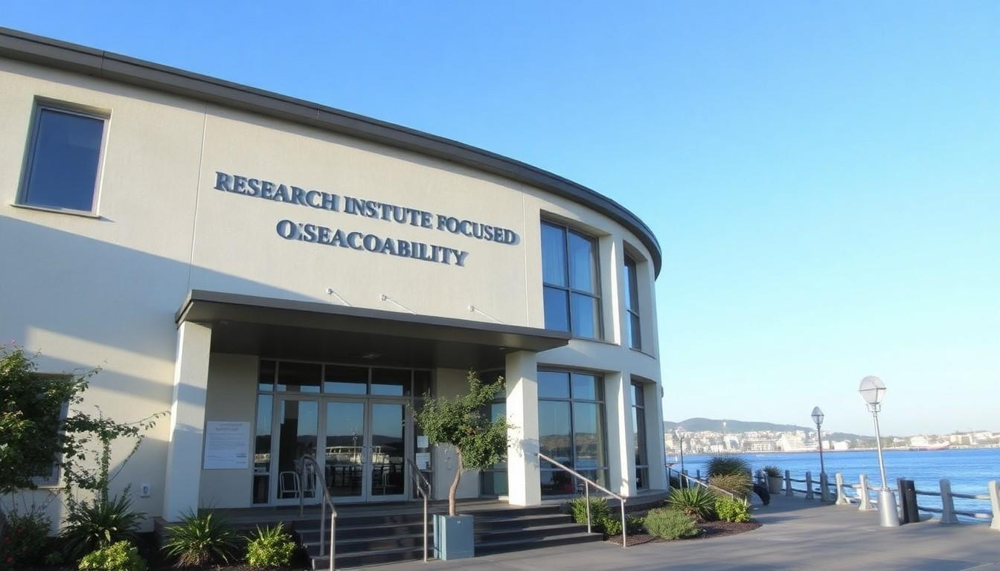 RESEARCH INSTUTE FOCUSED
O:SEACOABILITY